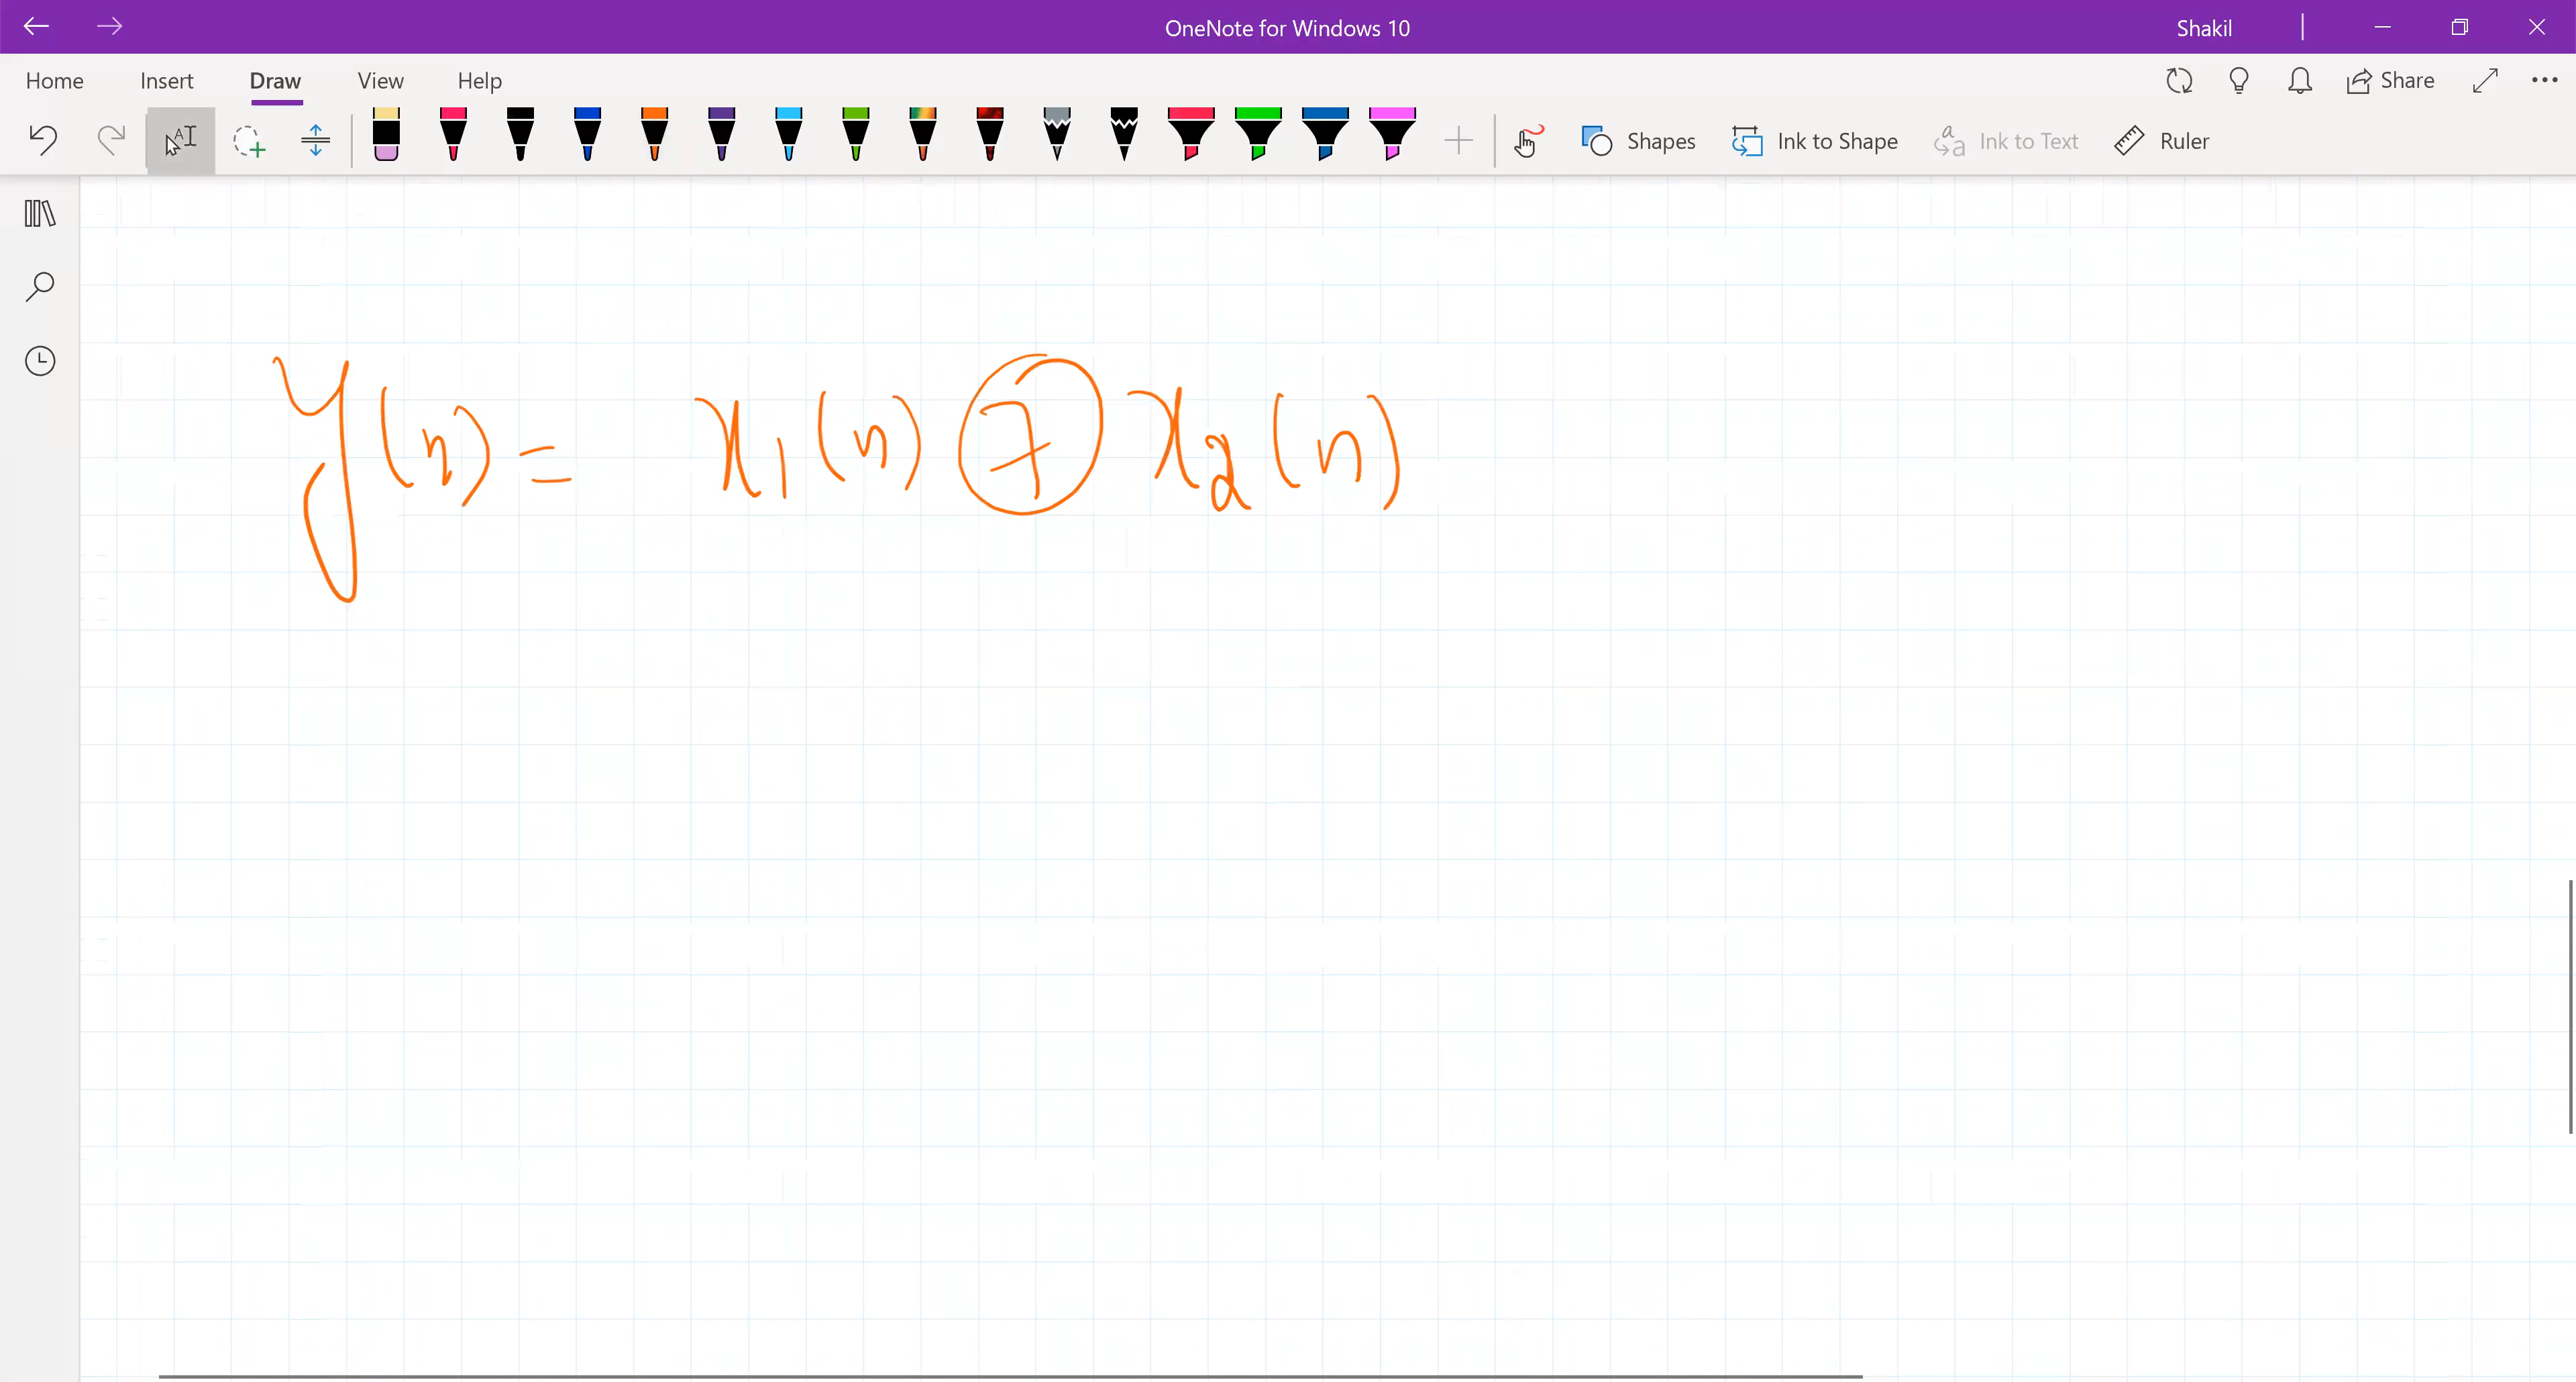 OneNote for Windows 10 Shakil
Home Insert Draw View Help Share
Shapes Ink to Shape Ink to Text Ruler
y(n) = x₁(n) ⑦ x₂(n)